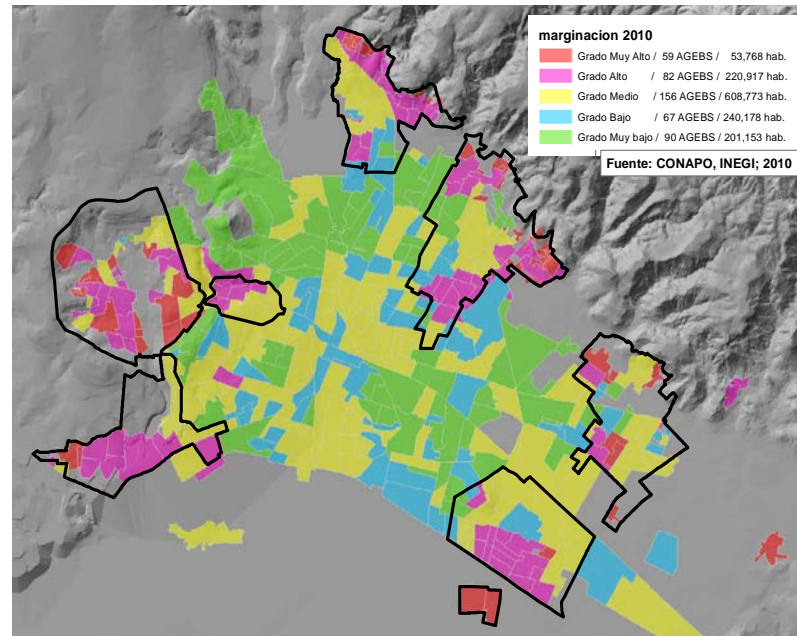 marginacion 2010
Grado Muy Alto / 59 AGEBS / 53,768 hab.
Grado Alto / 82 AGEBS / 220,917 hab.
Grado Medio / 156 AGEBS / 608,773 hab.
Grado Bajo / 67 AGEBS / 240,178 hab.
Grado Muy bajo / 90 AGEBS / 201,153 hab.
Fuente: CONAPO, INEGI; 2010